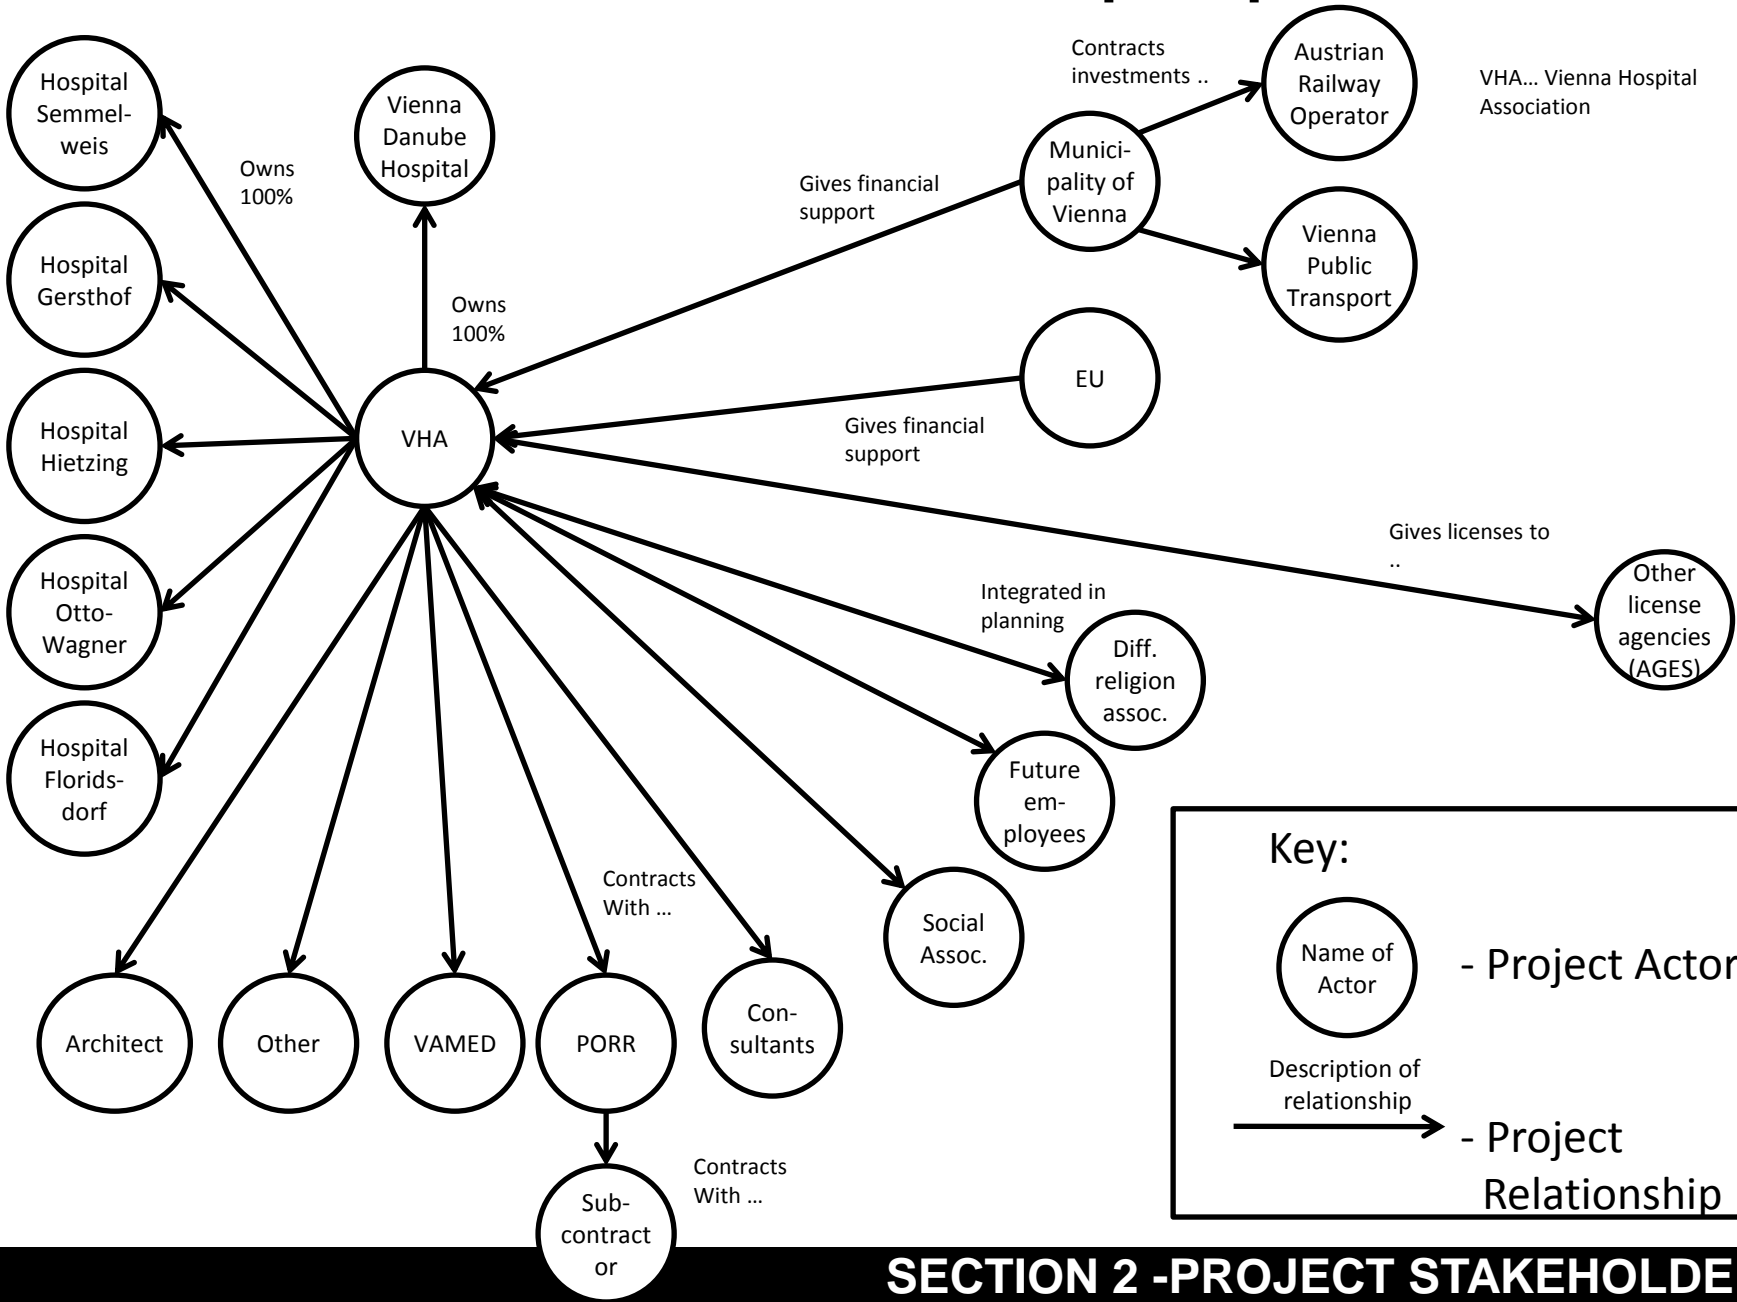 Hospital
Semmel-
weis
Owns
100%
Vienna
Danube
Hospital
Contracts
investments ..
Austrian
Railway
Operator
VHA... Vienna Hospital
Association
Munici-
pality of
Vienna
Gives financial
support
Vienna
Public
Transport
Hospital
Gersthof
Owns
100%
EU
Hospital
Hietzing
VHA
Gives financial
support
Gives licenses to
..
Other
license
agencies
(AGES)
Hospital
Otto-
Wagner
Integrated in
planning
Diff.
religion
assoc.
Hospital
Florids-
dorf
Future
em-
ployees
Contracts
With ...
Social
Assoc.
Architect
Other
VAMED
PORR
Con-
sultants
Contracts
With ...
Sub-
contract
or
Key:
Name of
Actor
- Project Actor
Description of
relationship
- Project
Relationship
SECTION 2 -PROJECT STAKEHOLDE